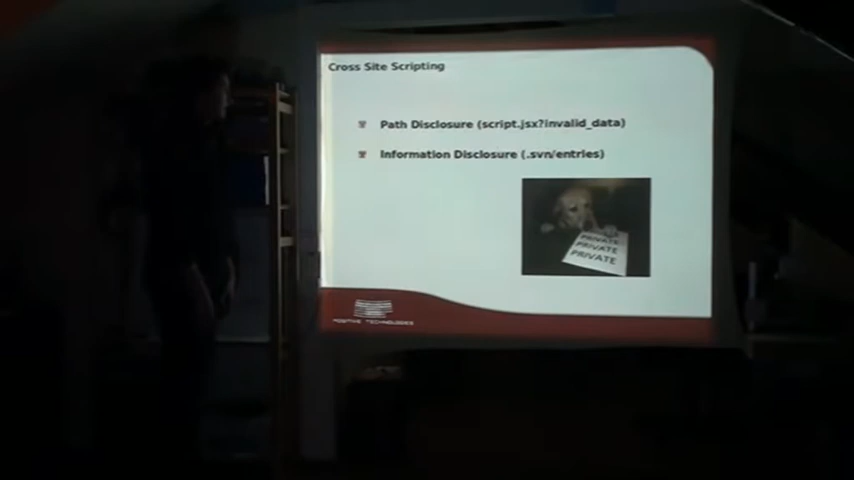 Cross Site Scripting
Path Disclosure (script.jsx?invalid_data)
Information Disclosure (.svn/entries)
PRIVATE
PRIVATE
PRIVATE
POSITIVE TECHNOLOGIES